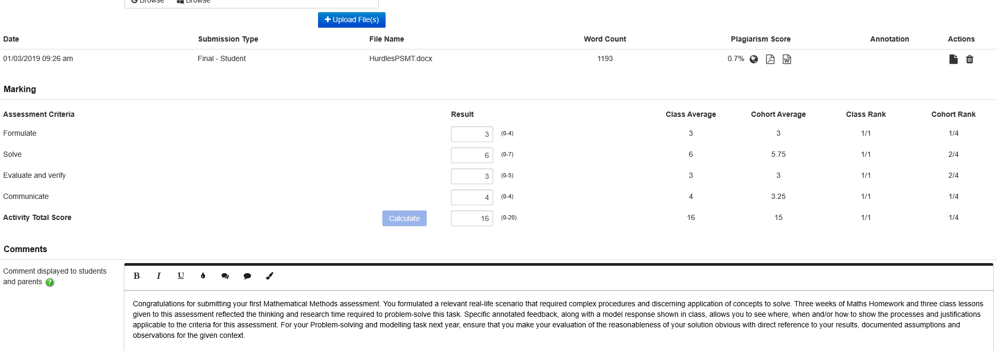 Browse Browse
Upload File(s)
Date Submission Type File Name Word Count Plagiarism Score Annotation Actions
01/03/2019 09:26 am Final - Student HurdlesPSMT.docx 1193 0.7%
Marking
Assessment Criteria Result Class Average Cohort Average Class Rank Cohort Rank
Formulate 3 (0-4) 3 3 1/1 1/4
Solve 6 (0-7) 6 5.75 1/1 2/4
Evaluate and verify 3 (0-5) 3 3 1/1 2/4
Communicate 4 (0-4) 4 3.25 1/1 1/4
Activity Total Score Calculate 16 (0-20) 16 15 1/1 1/4
Comments
Comment displayed to students
and parents ?
B I U
Congratulations for submitting your first Mathematical Methods assessment. You formulated a relevant real-life scenario that required complex procedures and discerning application of concepts to solve. Three weeks of Maths Homework and three class lessons
given to this assessment reflected the thinking and research time required to problem-solve this task. Specific annotated feedback, along with a model response shown in class, allows you to see where, when and/or how to show the processes and justifications
applicable to the criteria for this assessment. For your Problem-solving and modelling task next year, ensure that you make your evaluation of the reasonableness of your solution obvious with direct reference to your results, documented assumptions and
observations for the given context.